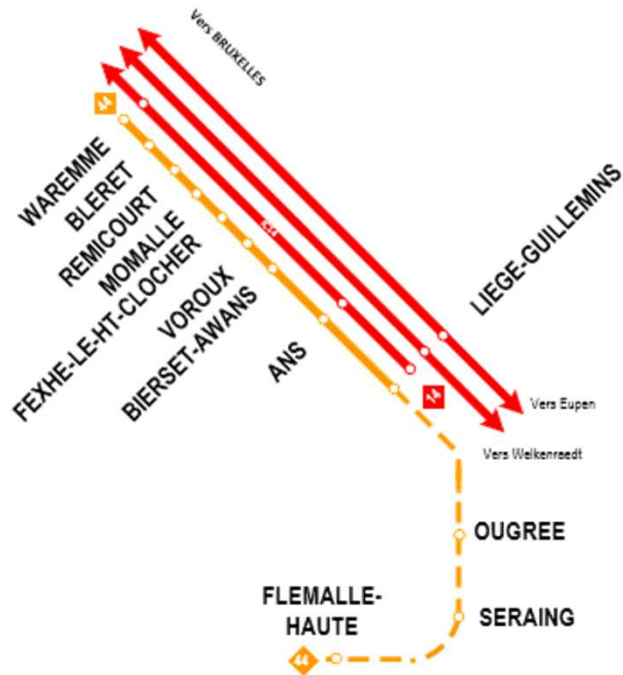 Vers BRUXELLES
44
WAREMME
BLERET
REMICOURT
MOMALLE
FEXHE-LE-HT-CLOCHER
VOROUX
BIERSET-AWANS
ANS
LIEGE-GUILLEMINS
14
Vers Eupen
Vers Welkenraedt
OUGREE
SERAING
FLEMALLE-
HAUTE
44